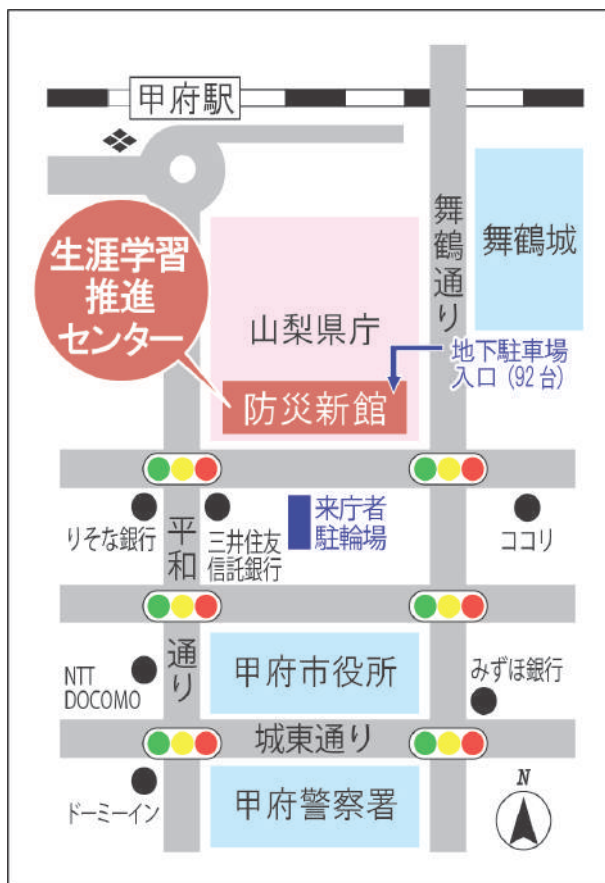 甲府駅
舞鶴通り
舞鶴城
生涯学習
推進
センター
山梨県庁
地下駐車場
入口（92台）
防災新館
りそな銀行
平和通り
三井住友
信託銀行
来庁者
駐輪場
ココリ
NTT
DOCOMO
甲府市役所
みずほ銀行
城東通り
ドーミーイン
甲府警察署
N